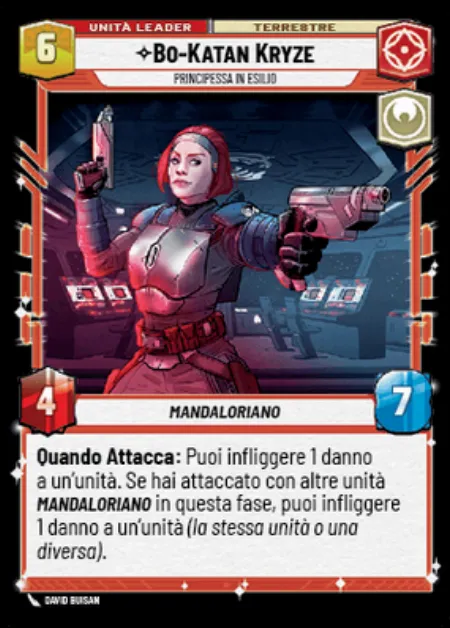 UNITÀ LEADER
TERRESTRE
6
BO-KATAN KRYZE
PRINCIPESSA IN ESILIO
4
MANDALORIANO
7
Quando Attacca: Puoi infliggere 1 danno
a un'unità. Se hai attaccato con altre unità
MANDALORIANO in questa fase, puoi infliggere
1 danno a un'unità (la stessa unità o una
diversa).
DAVID BUISAN